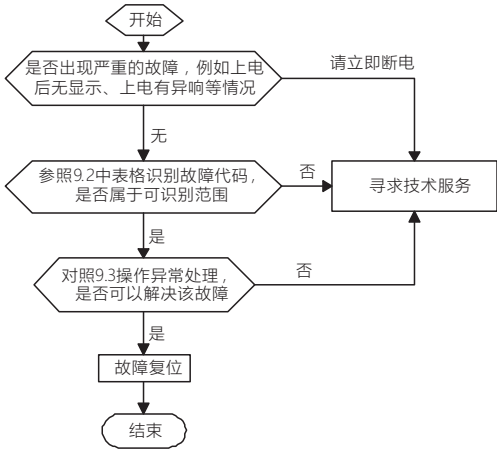 开始
是否出现严重的故障，例如上电
后无显示、上电有异响等情况
请立即断电
无
参照9.2中表格识别故障代码，
是否属于可识别范围
否
寻求技术服务
是
对照9.3操作异常处理，
是否可以解决该故障
否
是
故障复位
结束